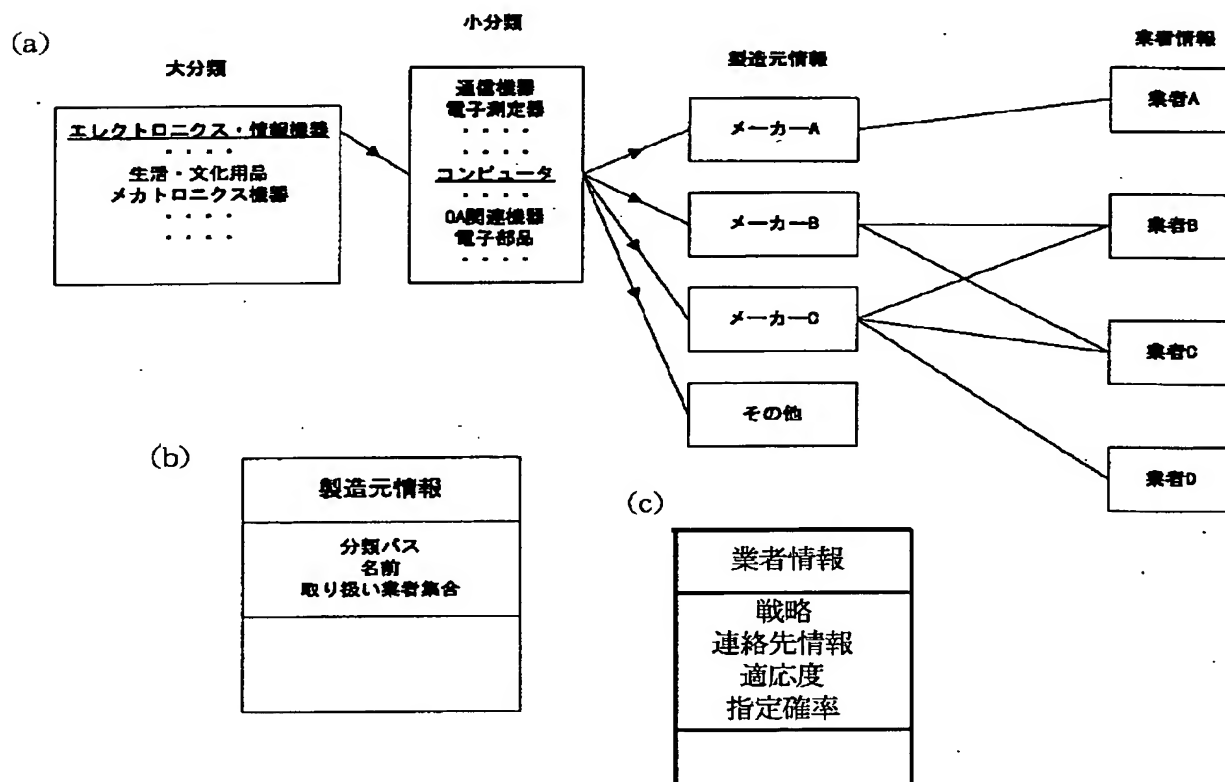 (a)
大分類
エレクトロニクス・情報機器
・・・・
生活・文化用品
メカトロニクス機器
・・・・
・・・・
小分類
通信機器
電子測定器
・・・・
・・・・
コンピュータ
・・・・
OA関連機器
電子部品
・・・・
製造元情報
メーカーA
メーカーB
メーカーC
その他
業者情報
業者A
業者B
業者C
業者D
(b)
製造元情報
分類パス
名前
取り扱い業者集合
(c)
業者情報
戦略
連絡先情報
適応度
指定確率